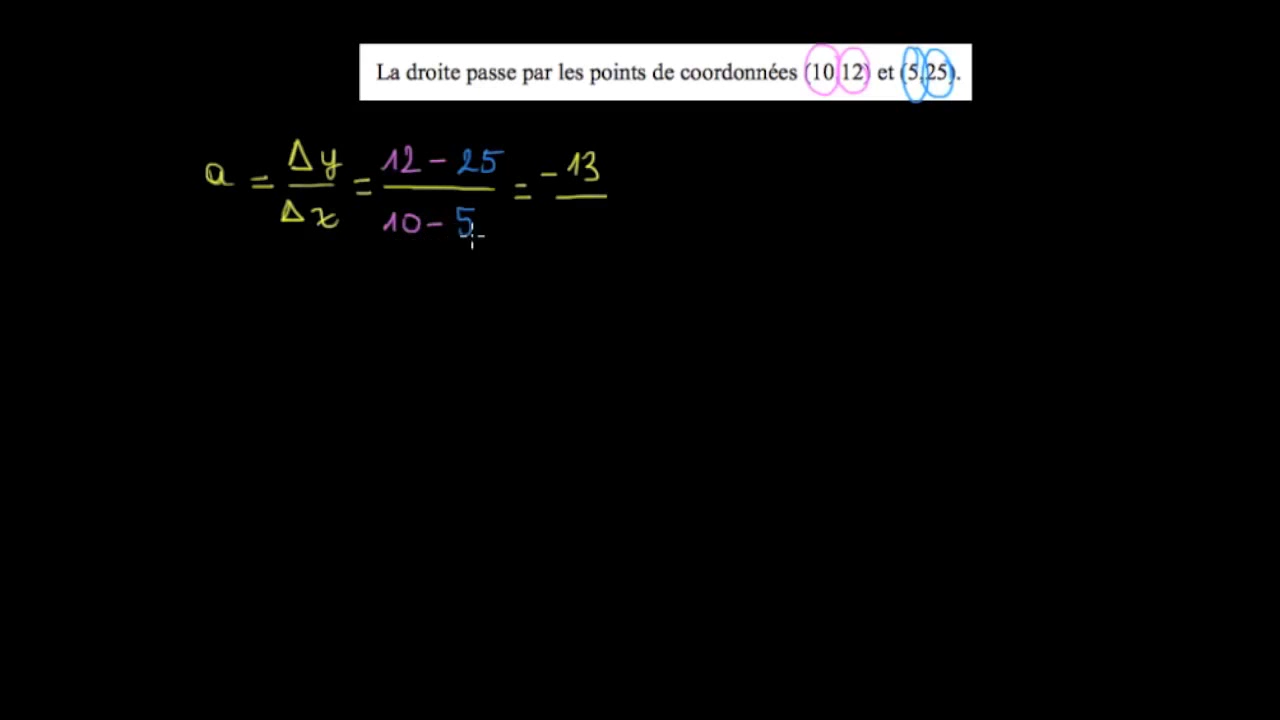 La droite passe par les points de coordonnées (10,12) et (5,25).
a = Δy / Δx = 12 - 25 / 10 - 5 = -13